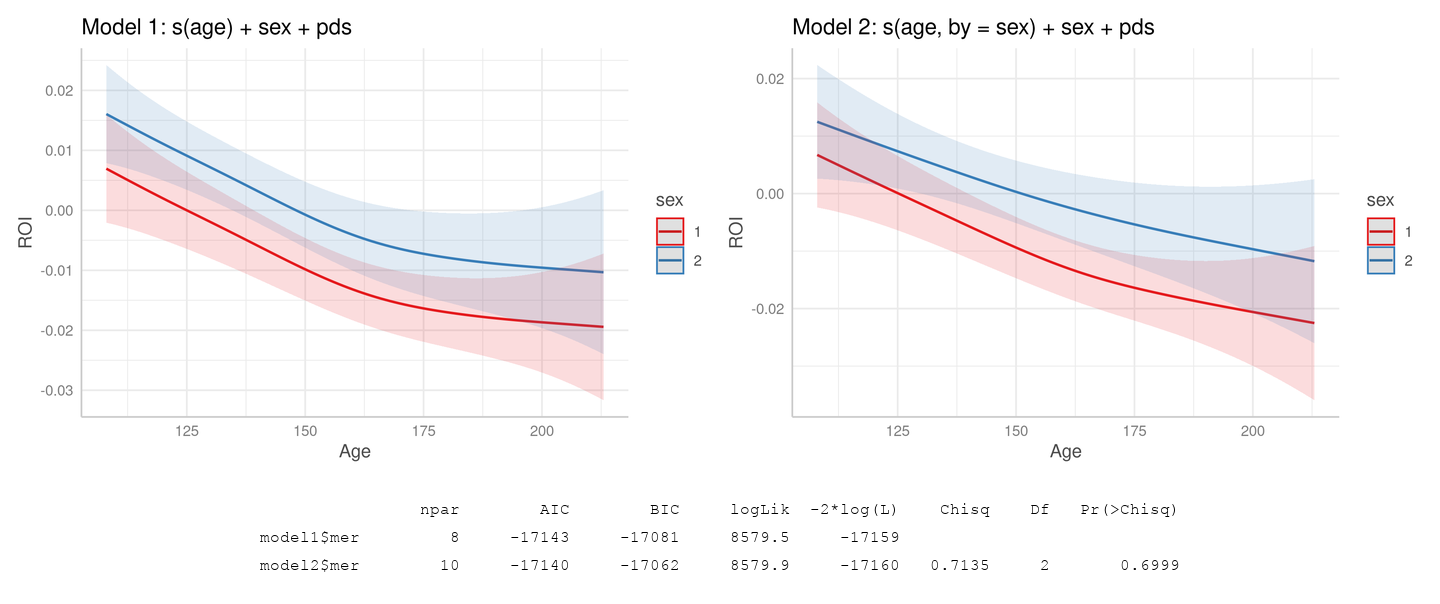 Model 1: s(age) + sex + pds
0.02
0.01
0.00
-0.01
-0.02
-0.03
ROI
125 150 175 200
Age
sex
1
2
Model 2: s(age, by = sex) + sex + pds
0.02
0.00
-0.02
ROI
125 150 175 200
Age
sex
1
2
npar AIC BIC logLik -2*log(L) Chisq Df Pr(>Chisq)
model1$mer 8 -17143 -17081 8579.5 -17159
model2$mer 10 -17140 -17062 8579.9 -17160 0.7135 2 0.6999